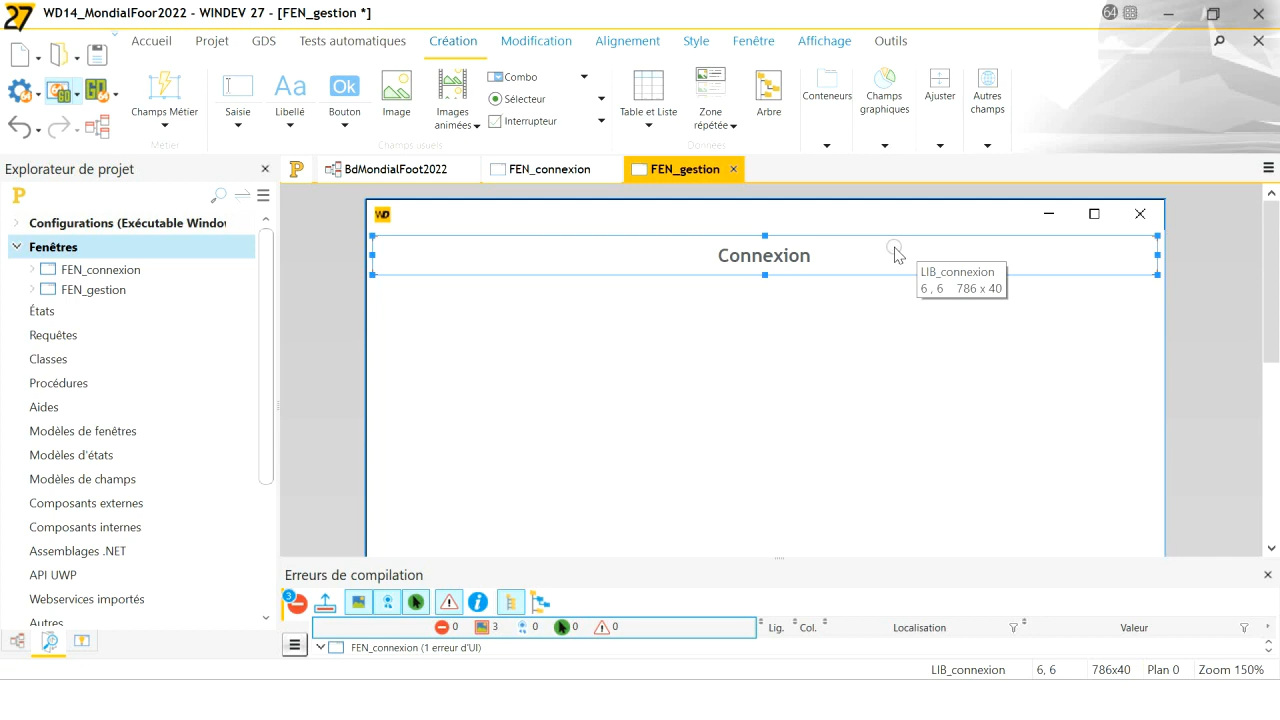 27
WD14_MondialFoor2022 - WINDEV 27 - [FEN_gestion *]
64
Accueil
Projet
GDS
Tests automatiques
Création
Modification
Alignement
Style
Fenêtre
Affichage
Outils
GO
GO
64
Champs Métier
Saisie
Aa
Libellé
Ok
Bouton
Image
Images
animées
Combo
Sélecteur
Interrupteur
Table et Liste
Zone
répétée
Arbre
Conteneurs
Champs
graphiques
Ajuster
Autres
champs
Métier
Champs usuels
Données
Explorateur de projet
P
BdMondialFoot2022
FEN_connexion
FEN_gestion
P
Configurations (Exécutable Windo
Fenêtres
FEN_connexion
FEN_gestion
États
Requêtes
Classes
Procédures
Aides
Modèles de fenêtres
Modèles d'états
Modèles de champs
Composants externes
Composants internes
Assemblages .NET
API UWP
Webservices importés
Autres
WD
Connexion
LIB_connexion
6 , 6 786 x 40
Erreurs de compilation
3
0 3 0 0 0
Lig. Col. Localisation Valeur
FEN_connexion (1 erreur d'UI)
LIB_connexion 6, 6 786x40 Plan 0 Zoom 150%